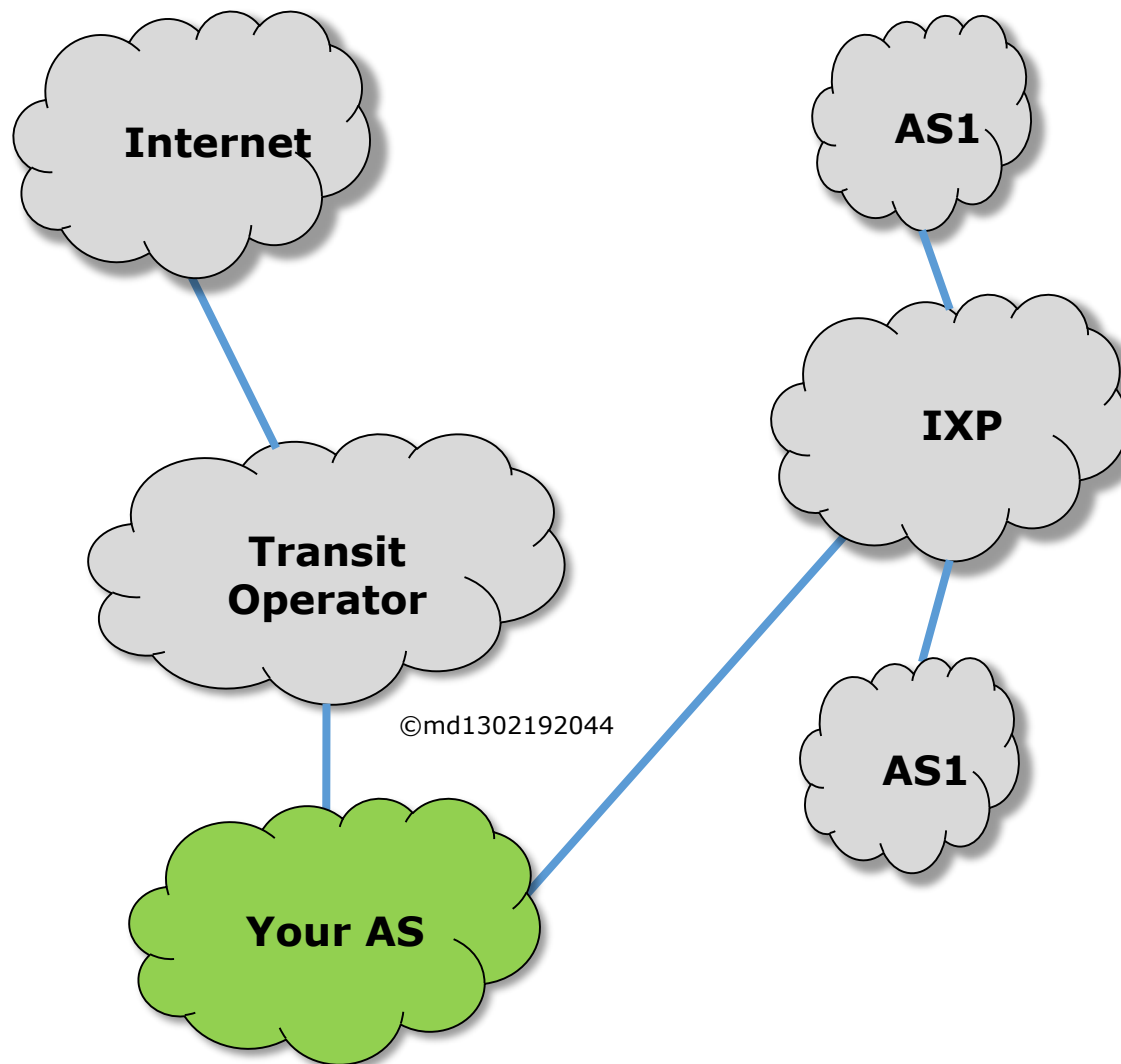 Internet
AS1
IXP
Transit
Operator
©md1302192044
AS1
Your AS